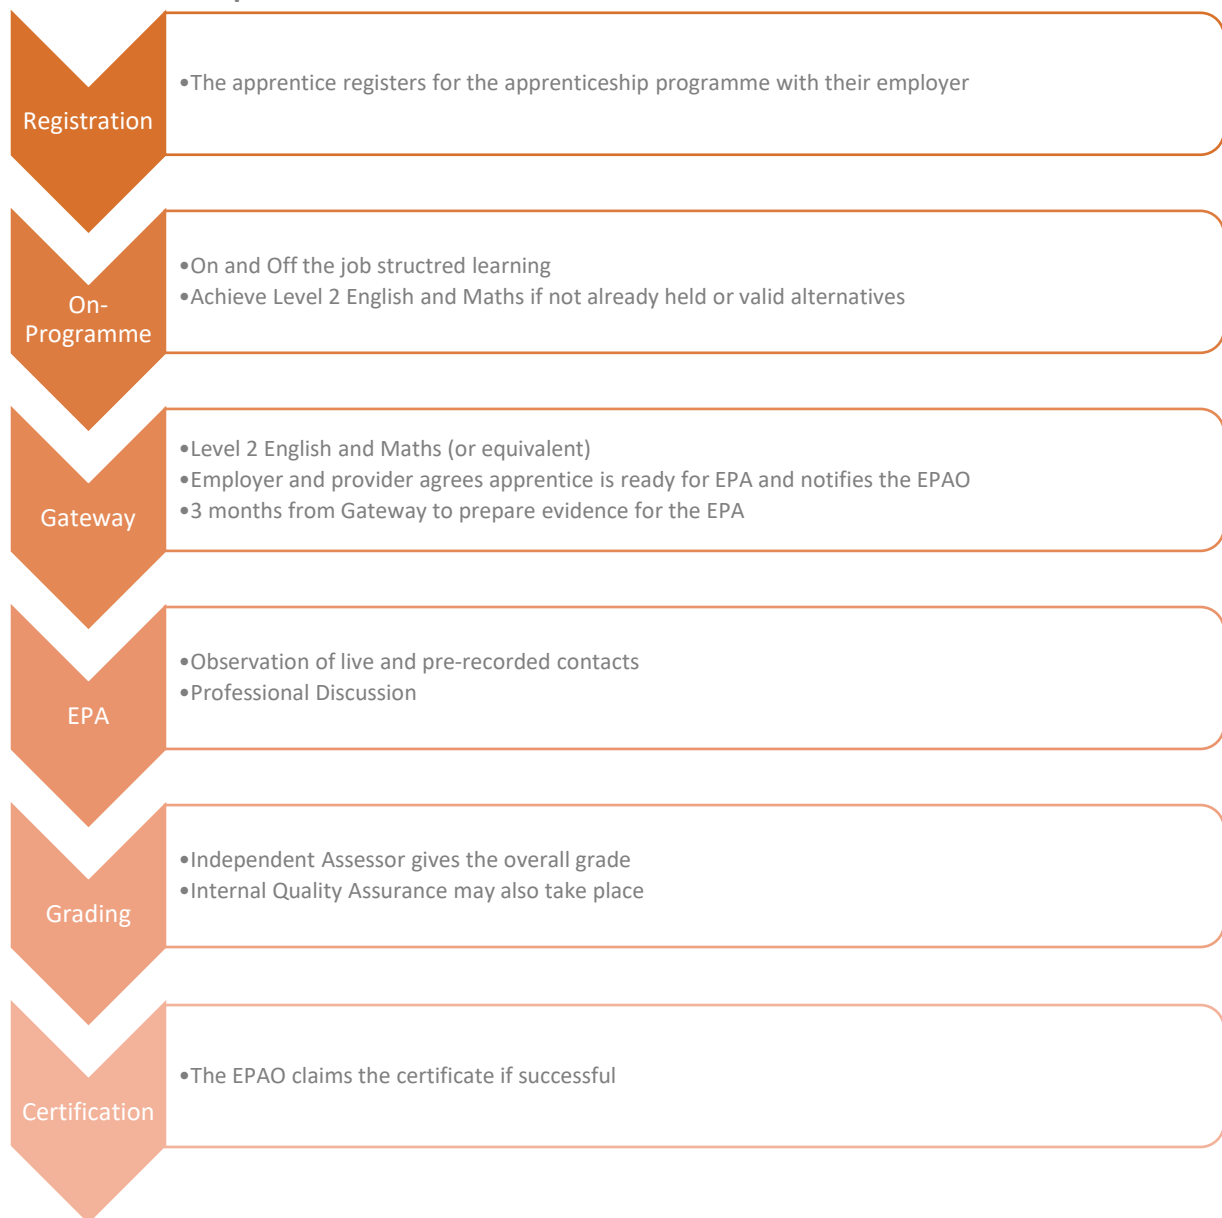 Registration
•The apprentice registers for the apprenticeship programme with their employer
On-
Programme
•On and Off the job structred learning
•Achieve Level 2 English and Maths if not already held or valid alternatives
Gateway
•Level 2 English and Maths (or equivalent)
•Employer and provider agrees apprentice is ready for EPA and notifies the EPAO
•3 months from Gateway to prepare evidence for the EPA
EPA
•Observation of live and pre-recorded contacts
•Professional Discussion
Grading
•Independent Assessor gives the overall grade
•Internal Quality Assurance may also take place
Certification
•The EPAO claims the certificate if successful